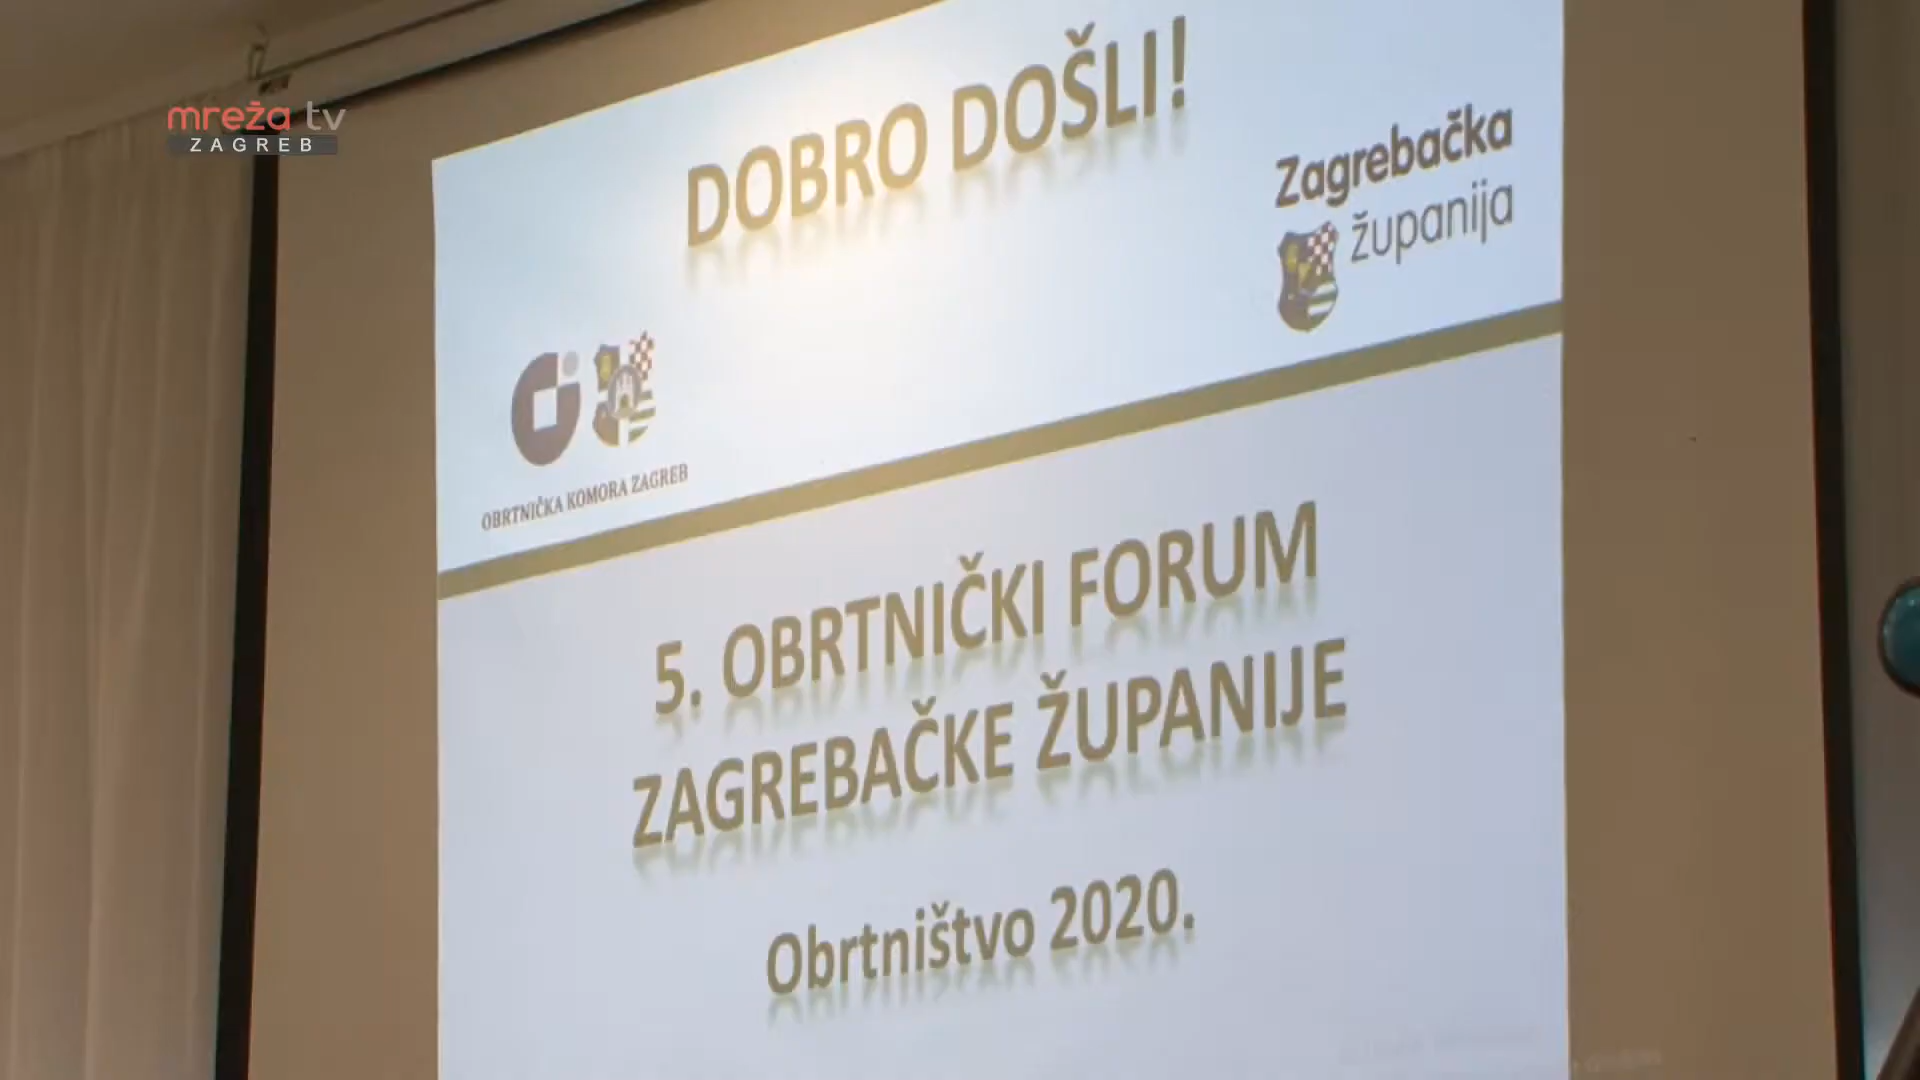 mreža tv
ZAGREB
DOBRO DOŠLI!
Zagrebačka
županija
OBRTNIČKA KOMORA ZAGREB
5. OBRTNIČKI FORUM
ZAGREBAČKE ŽUPANIJE
Obrtništvo 2020.